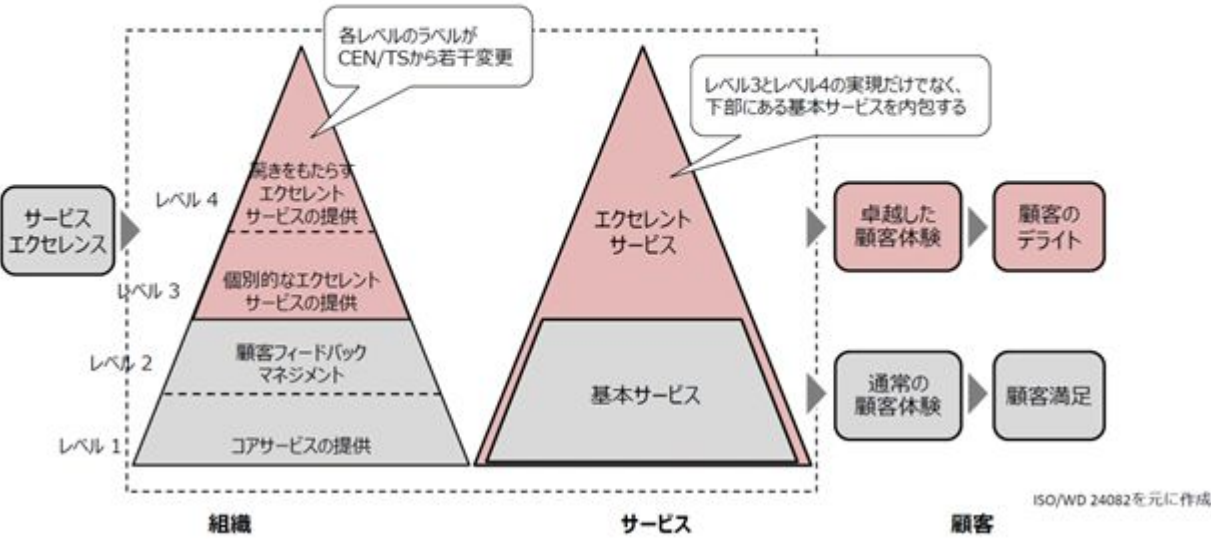 各レベルのラベルが
CEN/TSから若干変更
レベル3とレベル4の実現だけでなく、
下部にある基本サービスを内包する
サービス
エクセレンス
レベル 4
驚きをもたらす
エクセレント
サービスの提供
レベル 3
個別的なエクセレント
サービスの提供
レベル 2
顧客フィードバック
マネジメント
レベル 1
コアサービスの提供
エクセレント
サービス
基本サービス
卓越した
顧客体験
顧客の
デライト
通常の
顧客体験
顧客満足
ISO/WD 24082を元に作成
組織
サービス
顧客